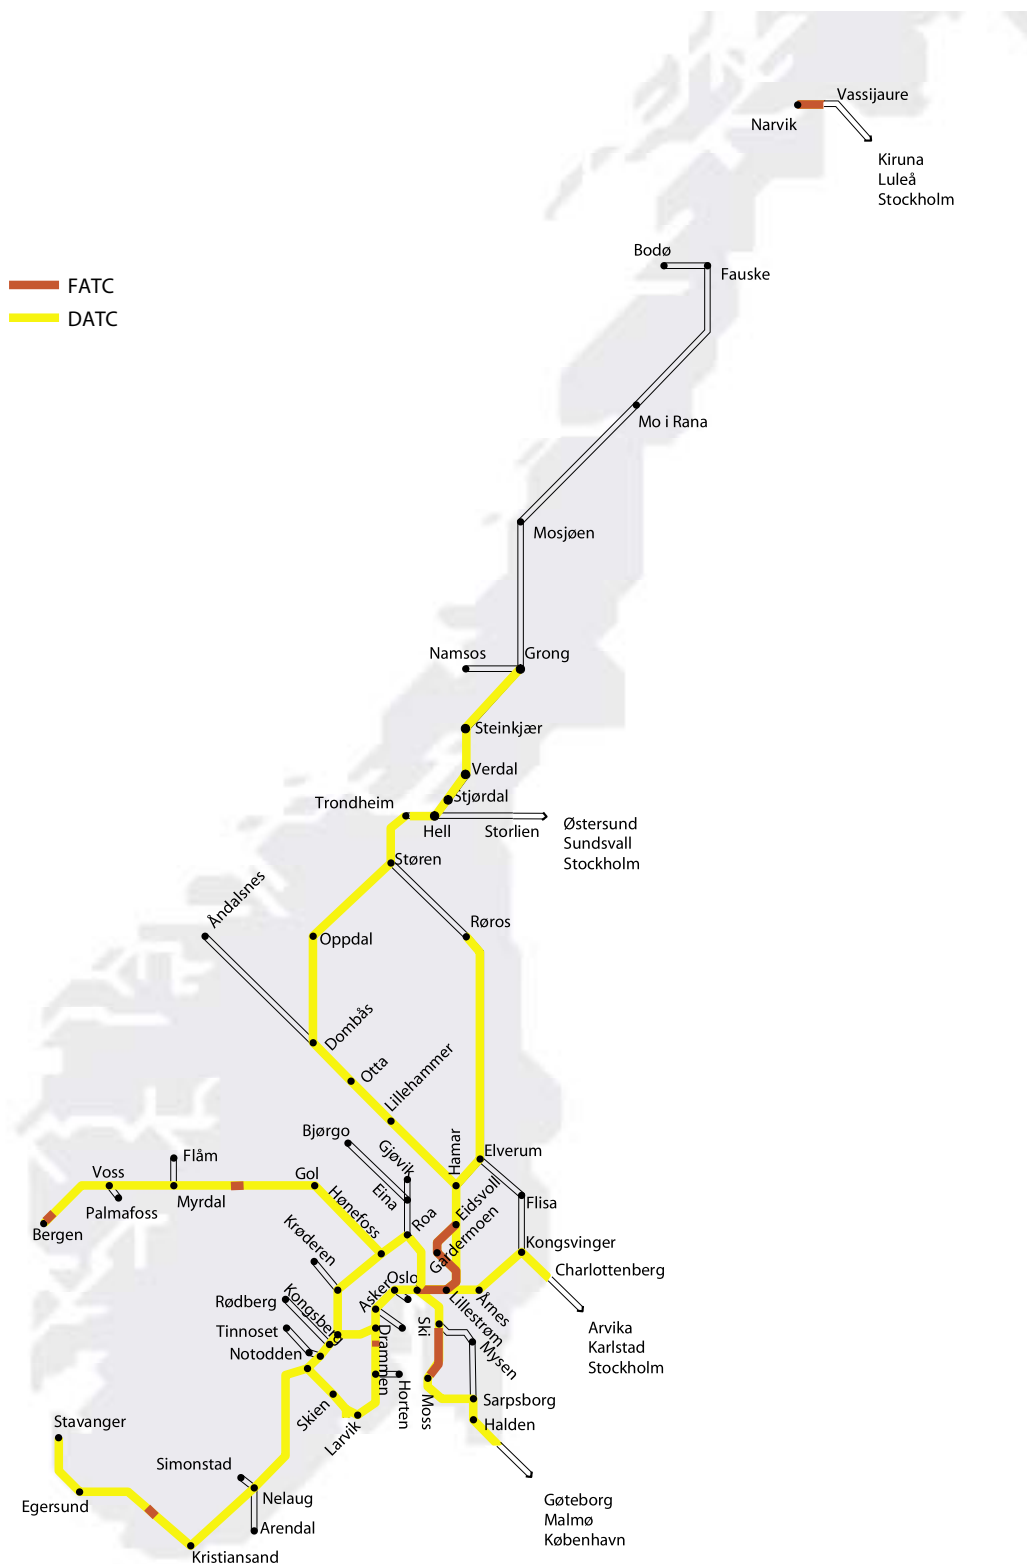 Vassijaure
Narvik
Kiruna
Luleå
Stockholm
Bodø
Fauske
FATC
DATC
Mo i Rana
Mosjøen
Namsos
Grong
Steinkjær
Verdal
Stjørdal
Trondheim
Hell
Storlien
Østersund
Sundsvall
Stockholm
Støren
Åndalsnes
Røros
Oppdal
Dombås
Otta
Lillehammer
Bjørgo
Gjøvik
Eina
Hamar
Elverum
Flåm
Voss
Gol
Myrdal
Palmafoss
Bergen
Hønefoss
Roa
Eidsvoll
Gardermoen
Flisa
Kongsvinger
Charlottenberg
Krøderen
Oslo
Asker
Rødberg
Kongsberg
Lillestrøm
Årnes
Arvika
Karlstad
Stockholm
Tinnoset
Notodden
Drammen
Ski
Mysen
Skien
Larvik
Horten
Moss
Sarpsborg
Halden
Stavanger
Simonstad
Egersund
Nelaug
Arendal
Kristiansand
Gøteborg
Malmø
København